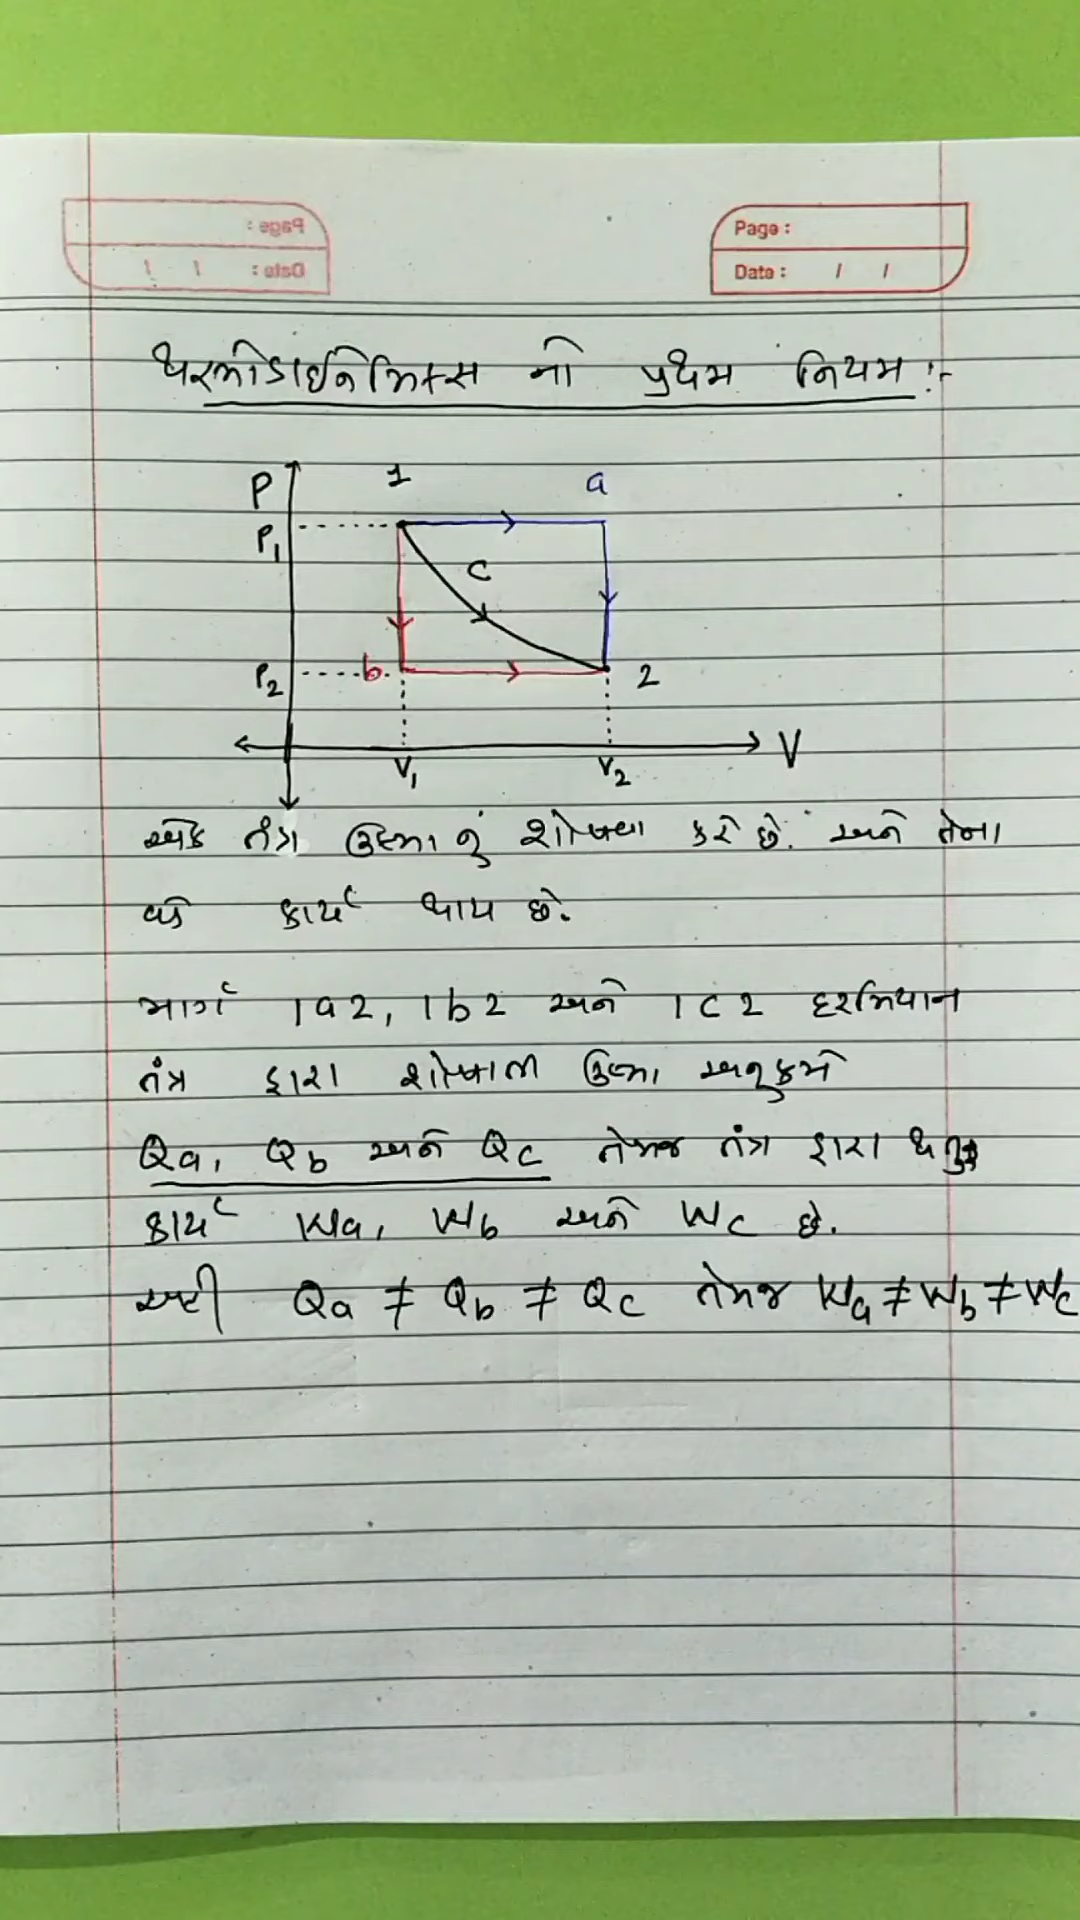 Page :
Date : / /
થરમોડાઈનેમિક્સ નો પ્રથમ નિયમ :-
P
1
a
P₁
c
P₂
b
2
V
V₁
V₂
એક તંત્ર ઉષ્મા નું શોષણ કરે છે. અને તેના
વડે કાર્ય થાય છે.
માર્ગ 1a2, 1b2 અને 1c2 દરમિયાન
તંત્ર દ્વારા શોષાતી ઉષ્મા અનુક્રમે
Qa, Qb અને Qc તેમજ તંત્ર દ્વારા થતુ
કાર્ય Wa, Wb અને Wc છે.
અહી Qa ≠ Qb ≠ Qc તેમજ Wa ≠ Wb ≠ Wc